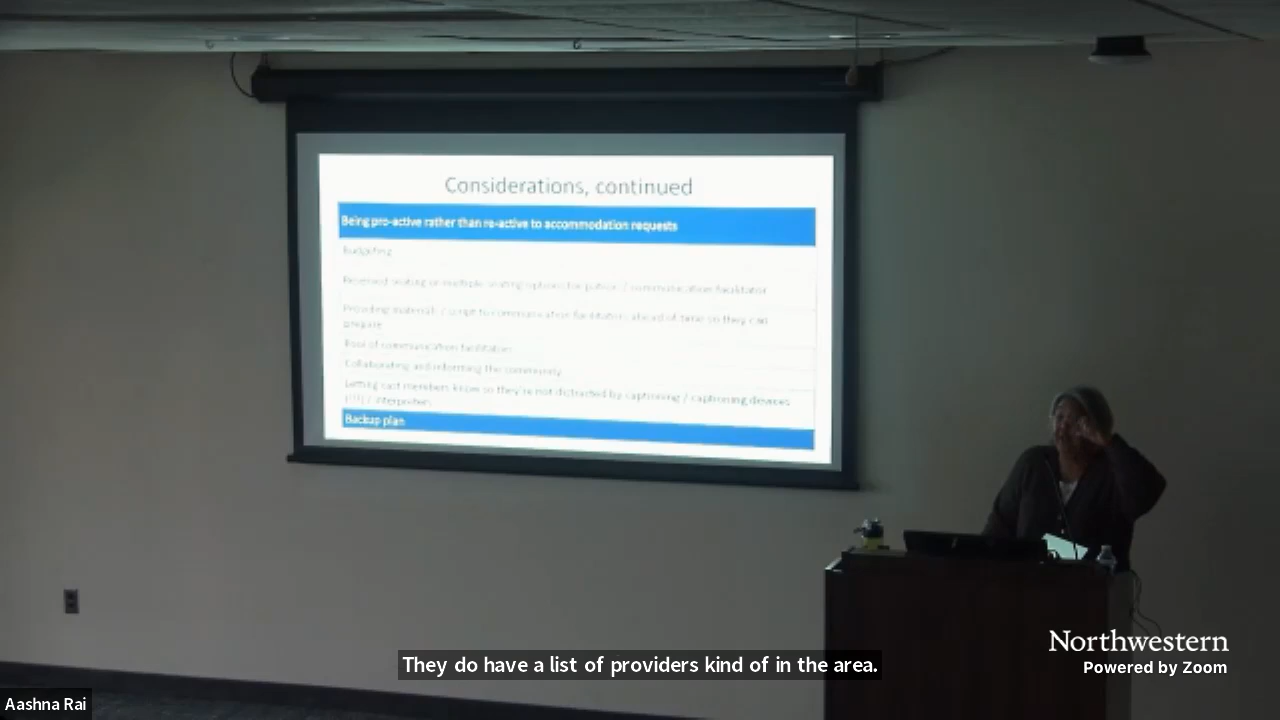 Considerations, continued
Being pro-active rather than re-active to accommodation requests
Budgeting
Reserved seating or multiple seating options for patron / communication facilitator
Providing materials / script to communication facilitators ahead of time so they can
prepare
Pool of communication facilitators
Collaborating and informing the community
Letting cast members know so they're not distracted by captioning / captioning devices
/ interpreters
Backup plan
They do have a list of providers kind of in the area.
Northwestern
Powered by Zoom
Aashna Rai